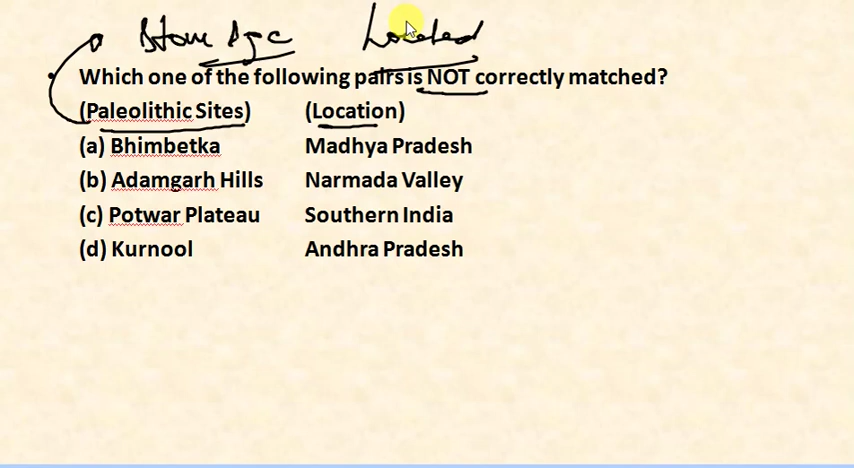 Stone Age Located
Which one of the following pairs is NOT correctly matched?
(Paleolithic Sites) (Location)
(a) Bhimbetka Madhya Pradesh
(b) Adamgarh Hills Narmada Valley
(c) Potwar Plateau Southern India
(d) Kurnool Andhra Pradesh